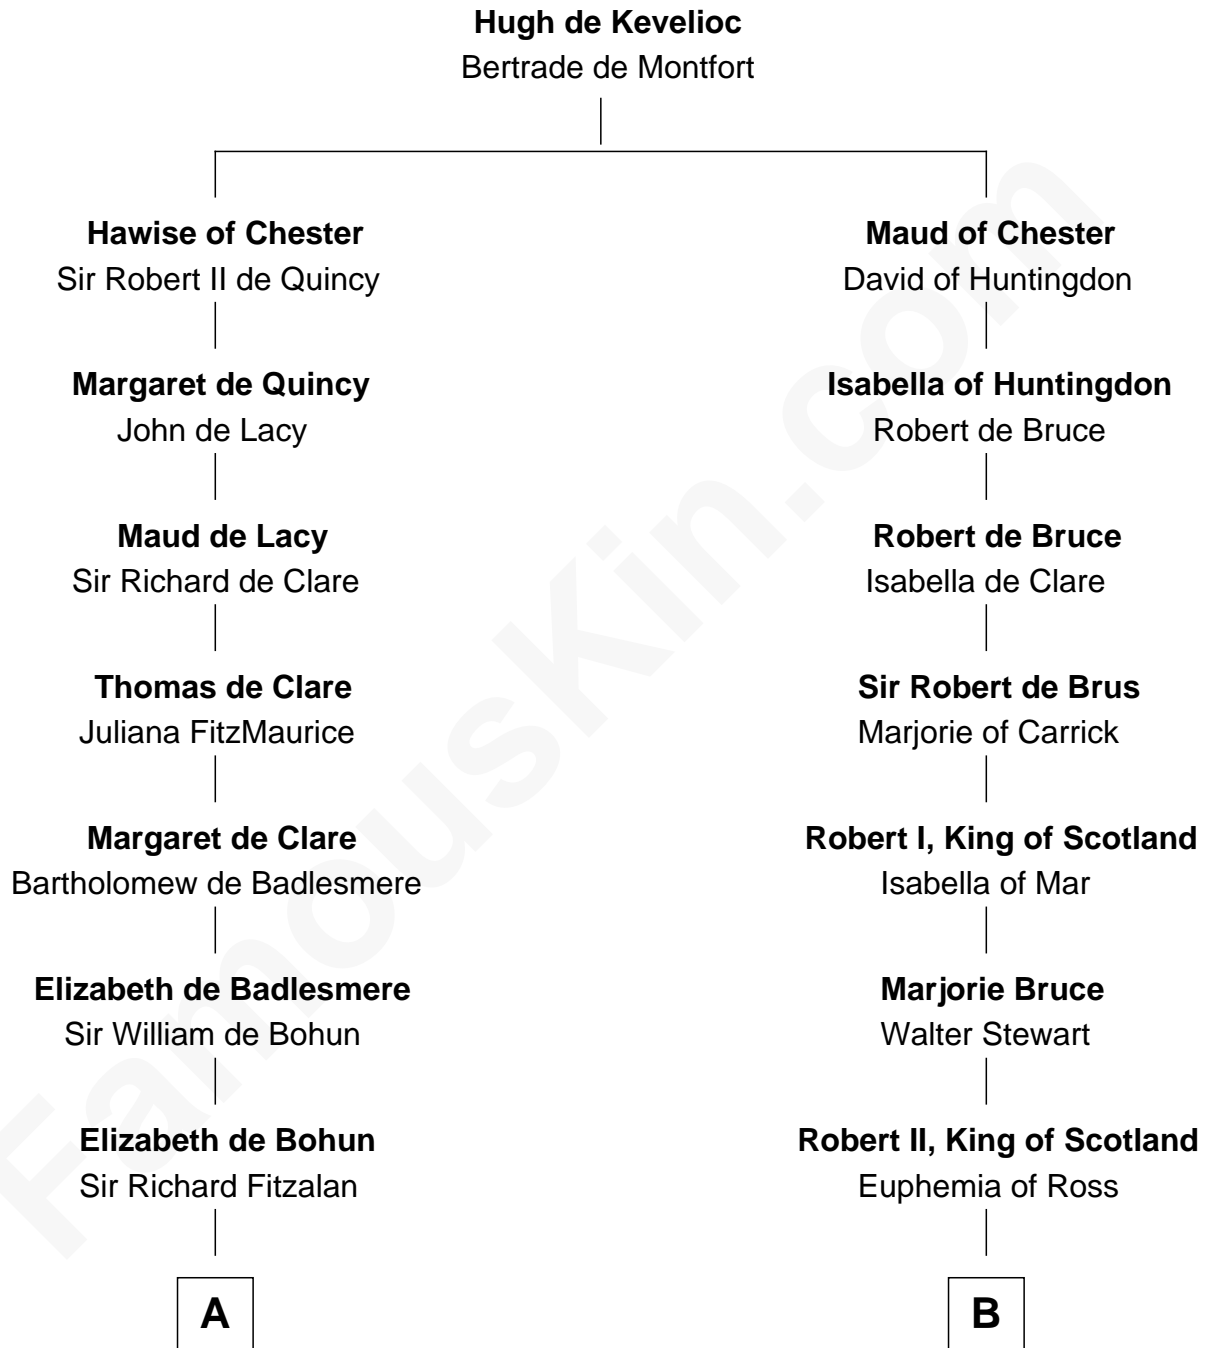 Hugh de Kevelioc
Bertrade de Montfort
Hawise of Chester
Sir Robert II de Quincy
Maud of Chester
David of Huntingdon
Margaret de Quincy
John de Lacy
Isabella of Huntingdon
Robert de Bruce
Maud de Lacy
Sir Richard de Clare
Robert de Bruce
Isabella de Clare
Thomas de Clare
Juliana FitzMaurice
Sir Robert de Brus
Marjorie of Carrick
Margaret de Clare
Bartholomew de Badlesmere
Robert I, King of Scotland
Isabella of Mar
Elizabeth de Badlesmere
Sir William de Bohun
Marjorie Bruce
Walter Stewart
Elizabeth de Bohun
Sir Richard Fitzalan
Robert II, King of Scotland
Euphemia of Ross
A
B
FamousKin.com